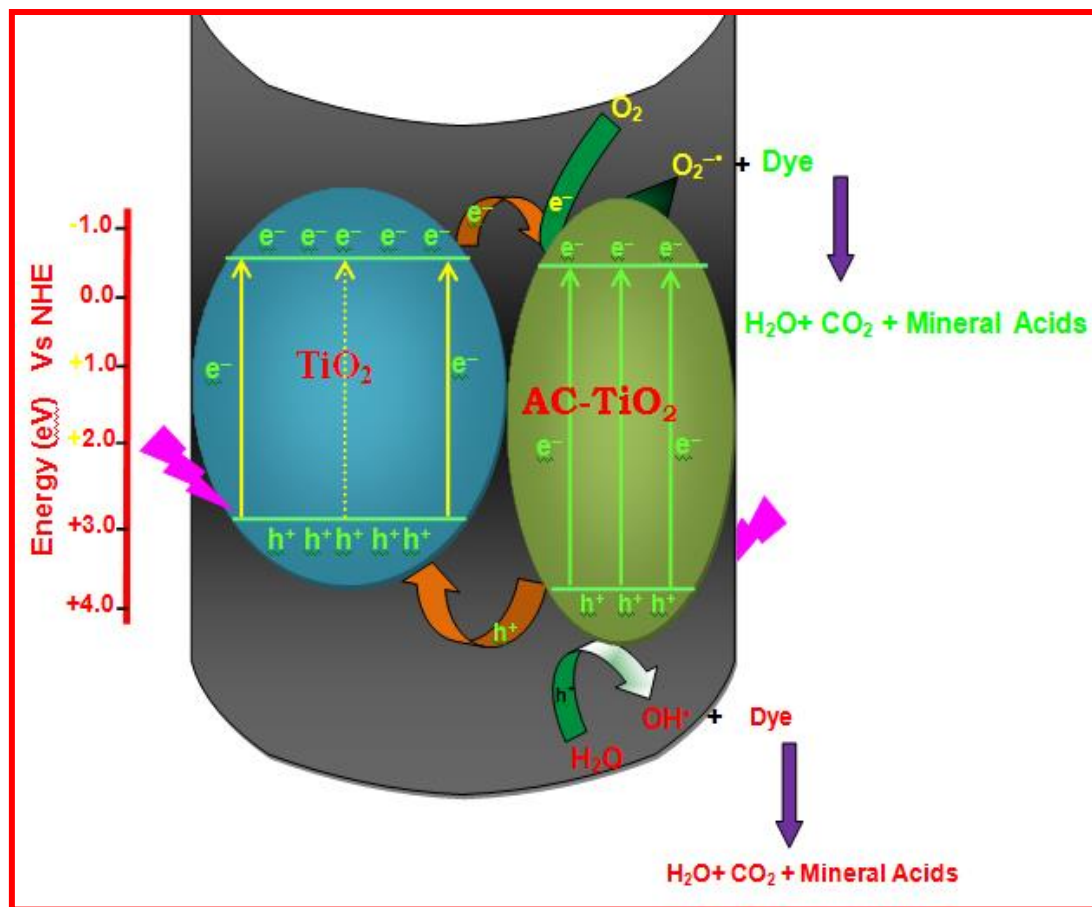 O₂
O₂⁻• + Dye
e⁻ e⁻
-1.0
e⁻ e⁻ e⁻ e⁻ e⁻
e⁻ e⁻ e⁻
0.0
H₂O+ CO₂ + Mineral Acids
Energy (eV) Vs NHE
+1.0
e⁻ TiO₂ e⁻
AC-TiO₂
+2.0
e⁻ e⁻
+3.0
h⁺ h⁺ h⁺ h⁺ h⁺
+4.0
h⁺ h⁺ h⁺
h⁺
h⁺
OH• + Dye
H₂O
H₂O+ CO₂ + Mineral Acids